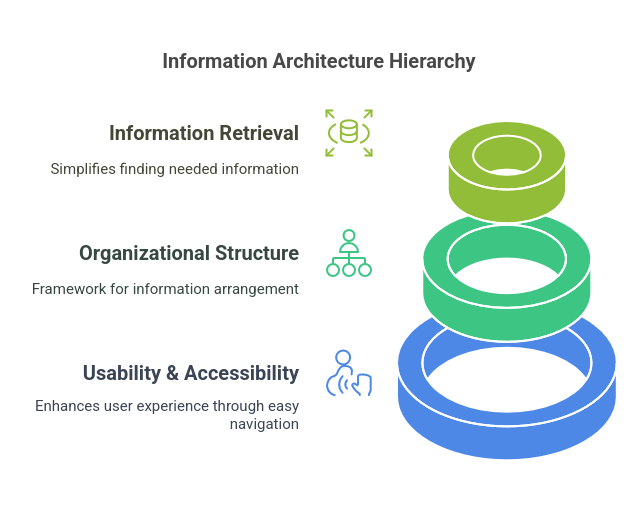 Information Architecture Hierarchy
Information Retrieval
Simplifies finding needed information
Organizational Structure
Framework for information arrangement
Usability & Accessibility
Enhances user experience through easy
navigation